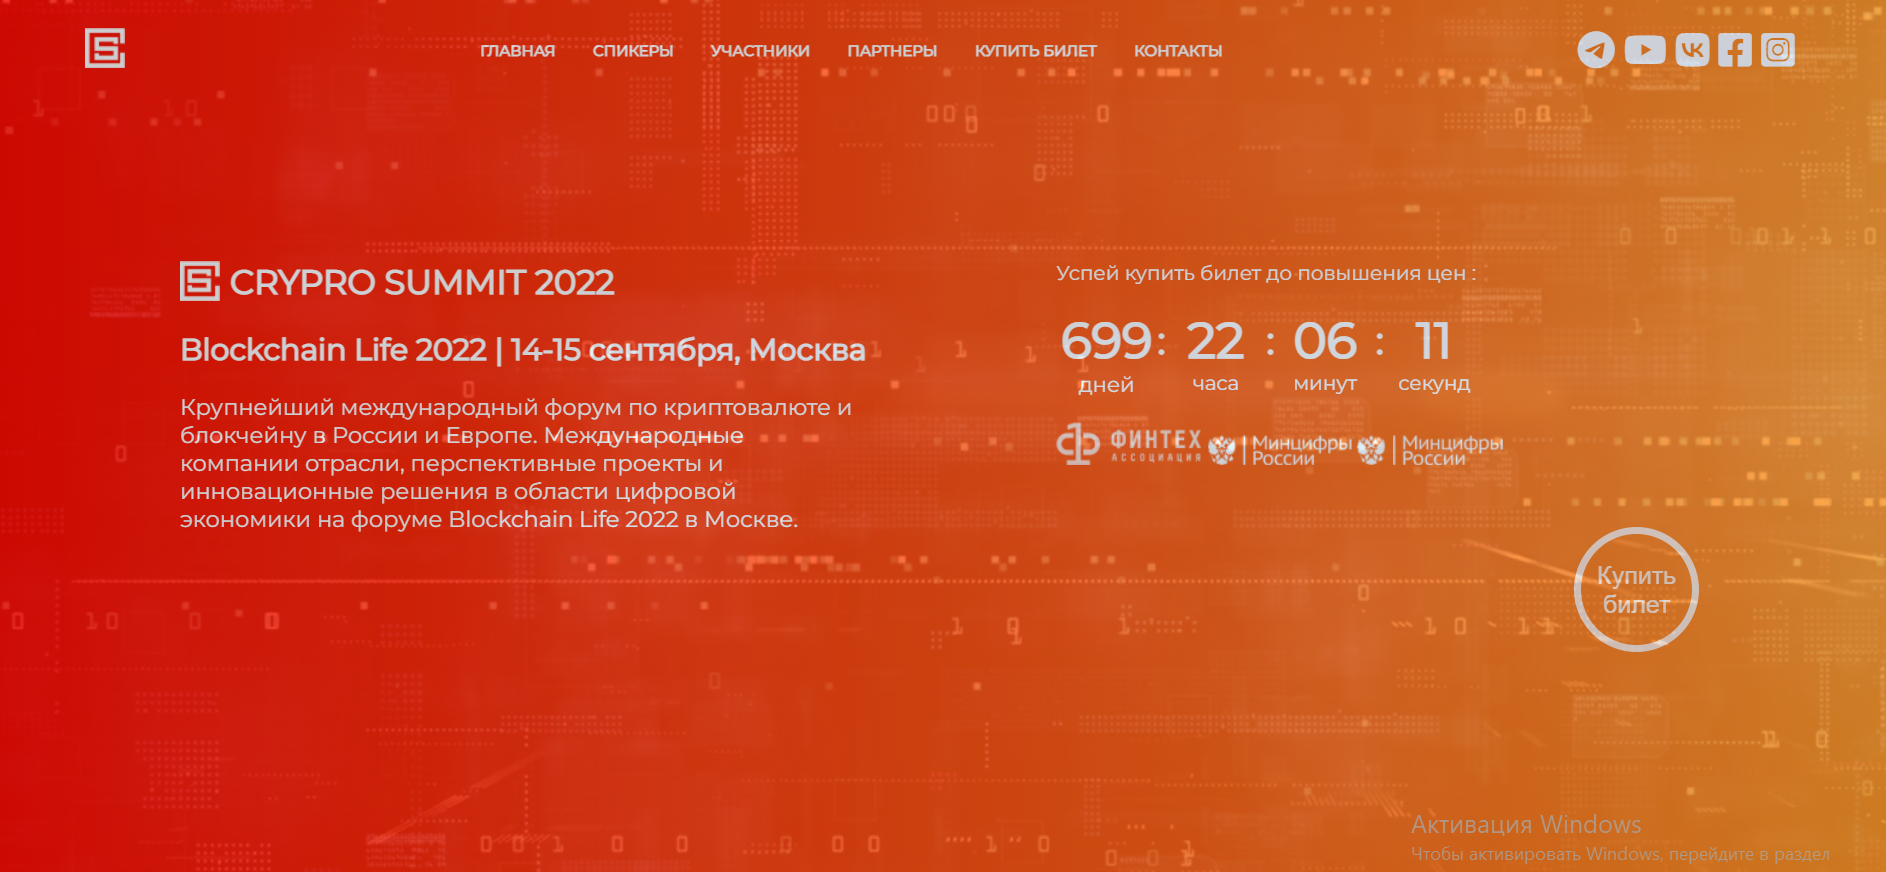 ГЛАВНАЯ СПИКЕРЫ УЧАСТНИКИ ПАРТНЕРЫ КУПИТЬ БИЛЕТ КОНТАКТЫ
CRYPRO SUMMIT 2022
Blockchain Life 2022 | 14-15 сентября, Москва
Крупнейший международный форум по криптовалюте и
блокчейну в России и Европе. Международные
компании отрасли, перспективные проекты и
инновационные решения в области цифровой
экономики на форуме Blockchain Life 2022 в Москве.
Успей купить билет до повышения цен :
699 : 22 : 06 : 11
дней часа минут секунд
ФИНТЕХ
АССОЦИАЦИЯ
Минцифры
России
Минцифры
России
Купить
билет
Активация Windows
Чтобы активировать Windows, перейдите в раздел